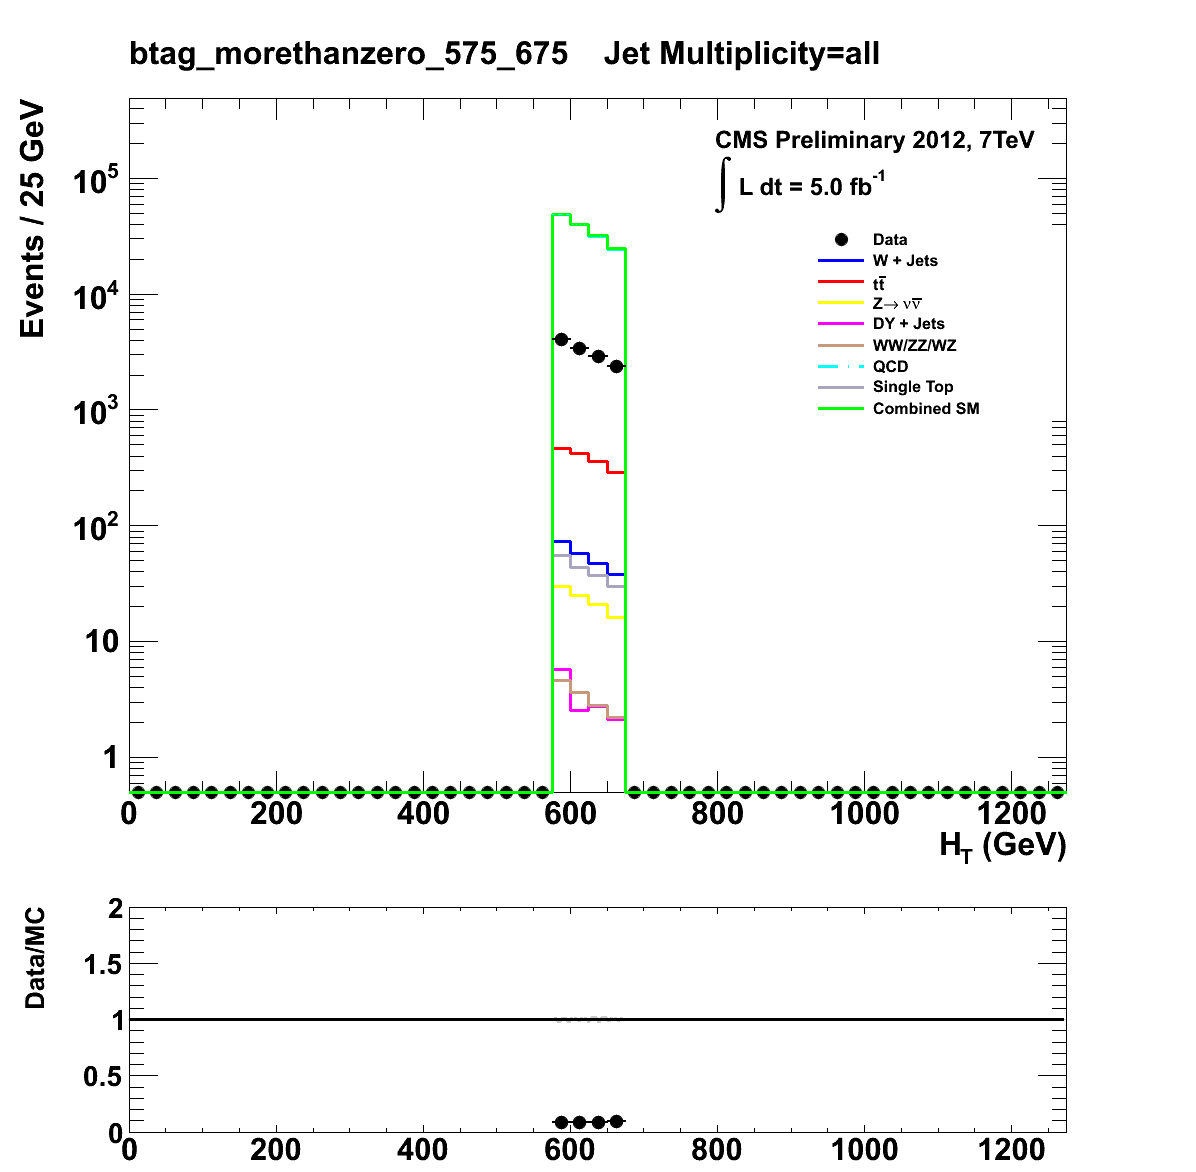 btag_morethanzero_575_675 Jet Multiplicity=all
Events / 25 GeV
CMS Preliminary 2012, 7TeV
∫ L dt = 5.0 fb⁻¹
Data
W + Jets
tt̅
Z→ νν̅
DY + Jets
WW/ZZ/WZ
QCD
Single Top
Combined SM
10⁵
10⁴
10³
10²
10
1
0 200 400 600 800 1000 1200
H_T (GeV)
Data/MC
2
1.5
1
0.5
0
0 200 400 600 800 1000 1200